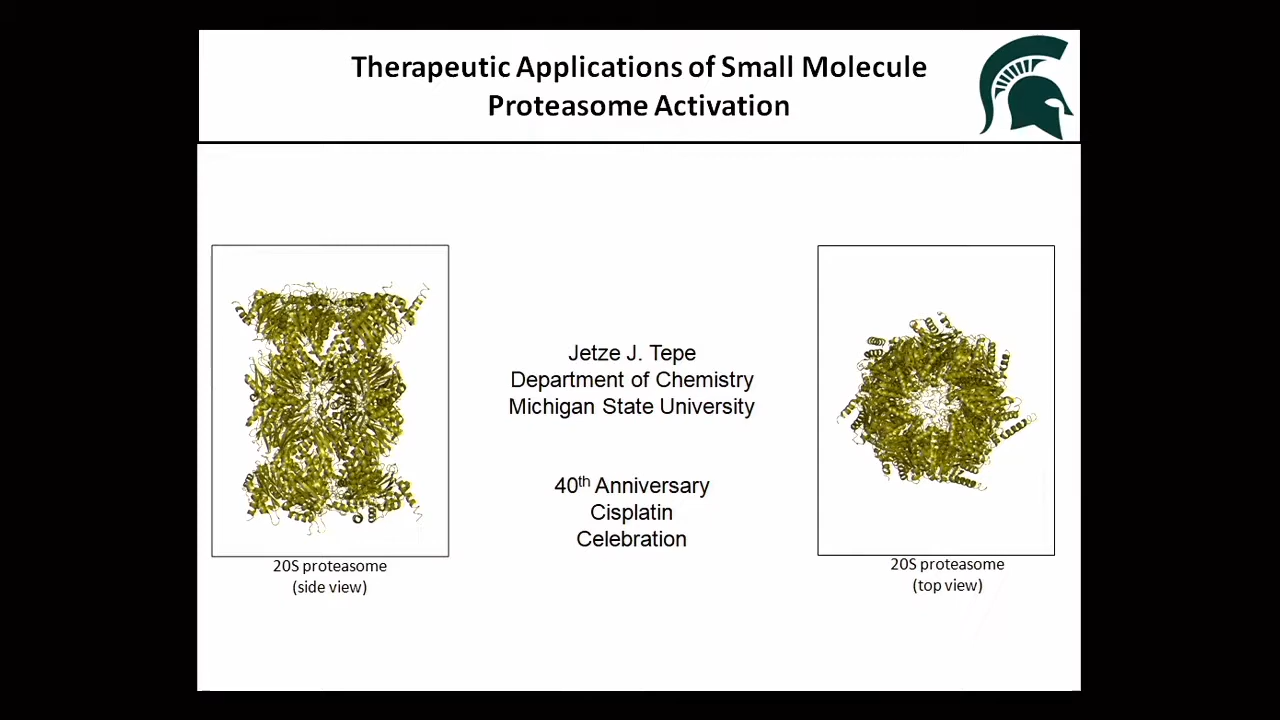 Therapeutic Applications of Small Molecule
Proteasome Activation
Jetze J. Tepe
Department of Chemistry
Michigan State University
40th Anniversary
Cisplatin
Celebration
20S proteasome
(side view)
20S proteasome
(top view)